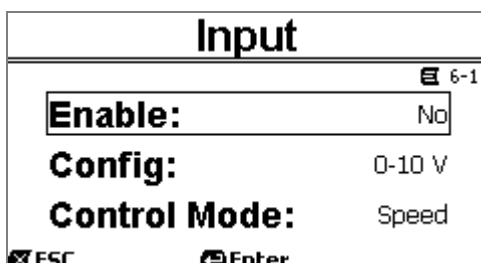 Input
6-1
Enable: No
Config: 0-10 V
Control Mode: Speed
ESC Enter